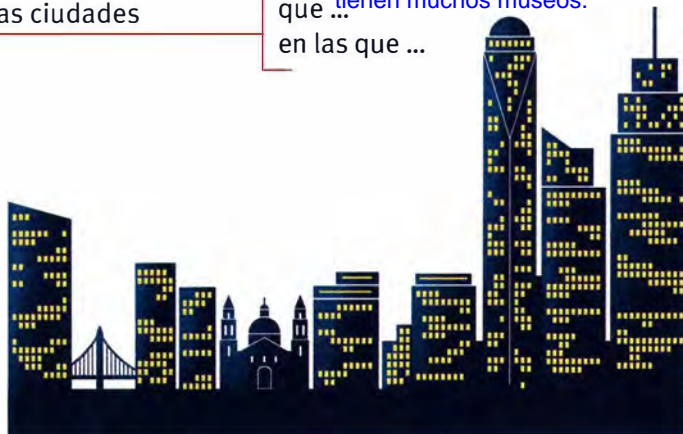 as ciudades
que ... tienen muchos museos.
en las que ...